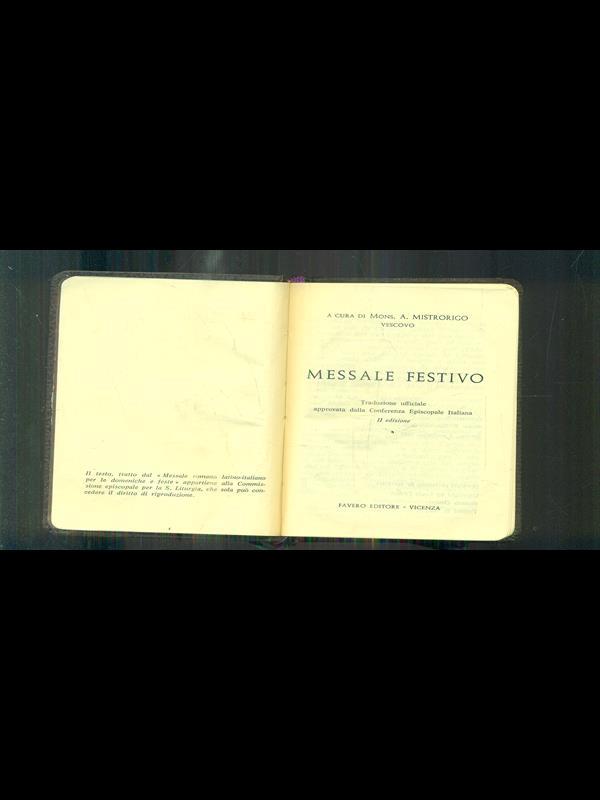 Il testo, tratto dal « Messale romano latino-italiano
per le domeniche e feste » appartiene alla Commis-
sione episcopale per la S. Liturgia, che sola può con-
cedere il diritto di riproduzione.
A CURA DI MONS. A. MISTRORIGO
VESCOVO
MESSALE FESTIVO
Traduzione ufficiale
approvata dalla Conferenza Episcopale Italiana
II edizione
FAVERO EDITORE - VICENZA